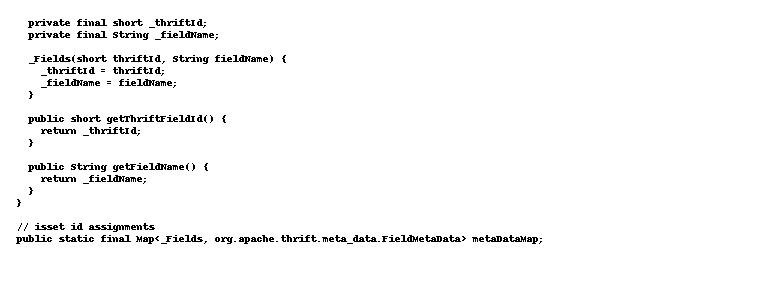 private final short _thriftId;
private final String _fieldName;
_Fields(short thriftId, String fieldName) {
_thriftId = thriftId;
_fieldName = fieldName;
}
public short getThriftFieldId() {
return _thriftId;
}
public String getFieldName() {
return _fieldName;
}
}
// isset id assignments
public static final Map<_Fields, org.apache.thrift.meta_data.FieldMetaData> metaDataMap;